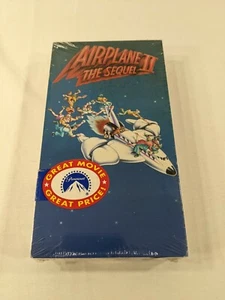 AIRPLANE II
THE SEQUEL
GREAT MOVIE
Paramount
GREAT PRICE!